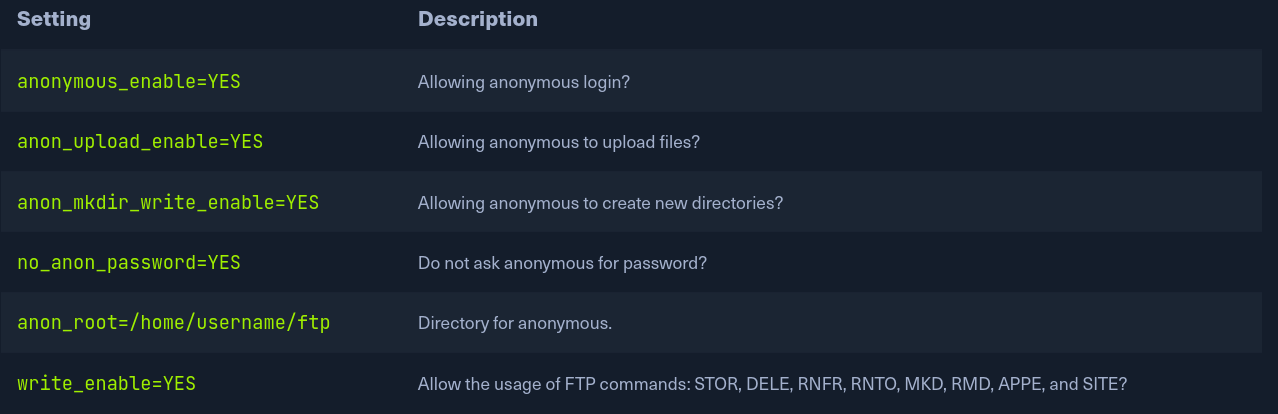 Setting Description
anonymous_enable=YES Allowing anonymous login?
anon_upload_enable=YES Allowing anonymous to upload files?
anon_mkdir_write_enable=YES Allowing anonymous to create new directories?
no_anon_password=YES Do not ask anonymous for password?
anon_root=/home/username/ftp Directory for anonymous.
write_enable=YES Allow the usage of FTP commands: STOR, DELE, RNFR, RNTO, MKD, RMD, APPE, and SITE?